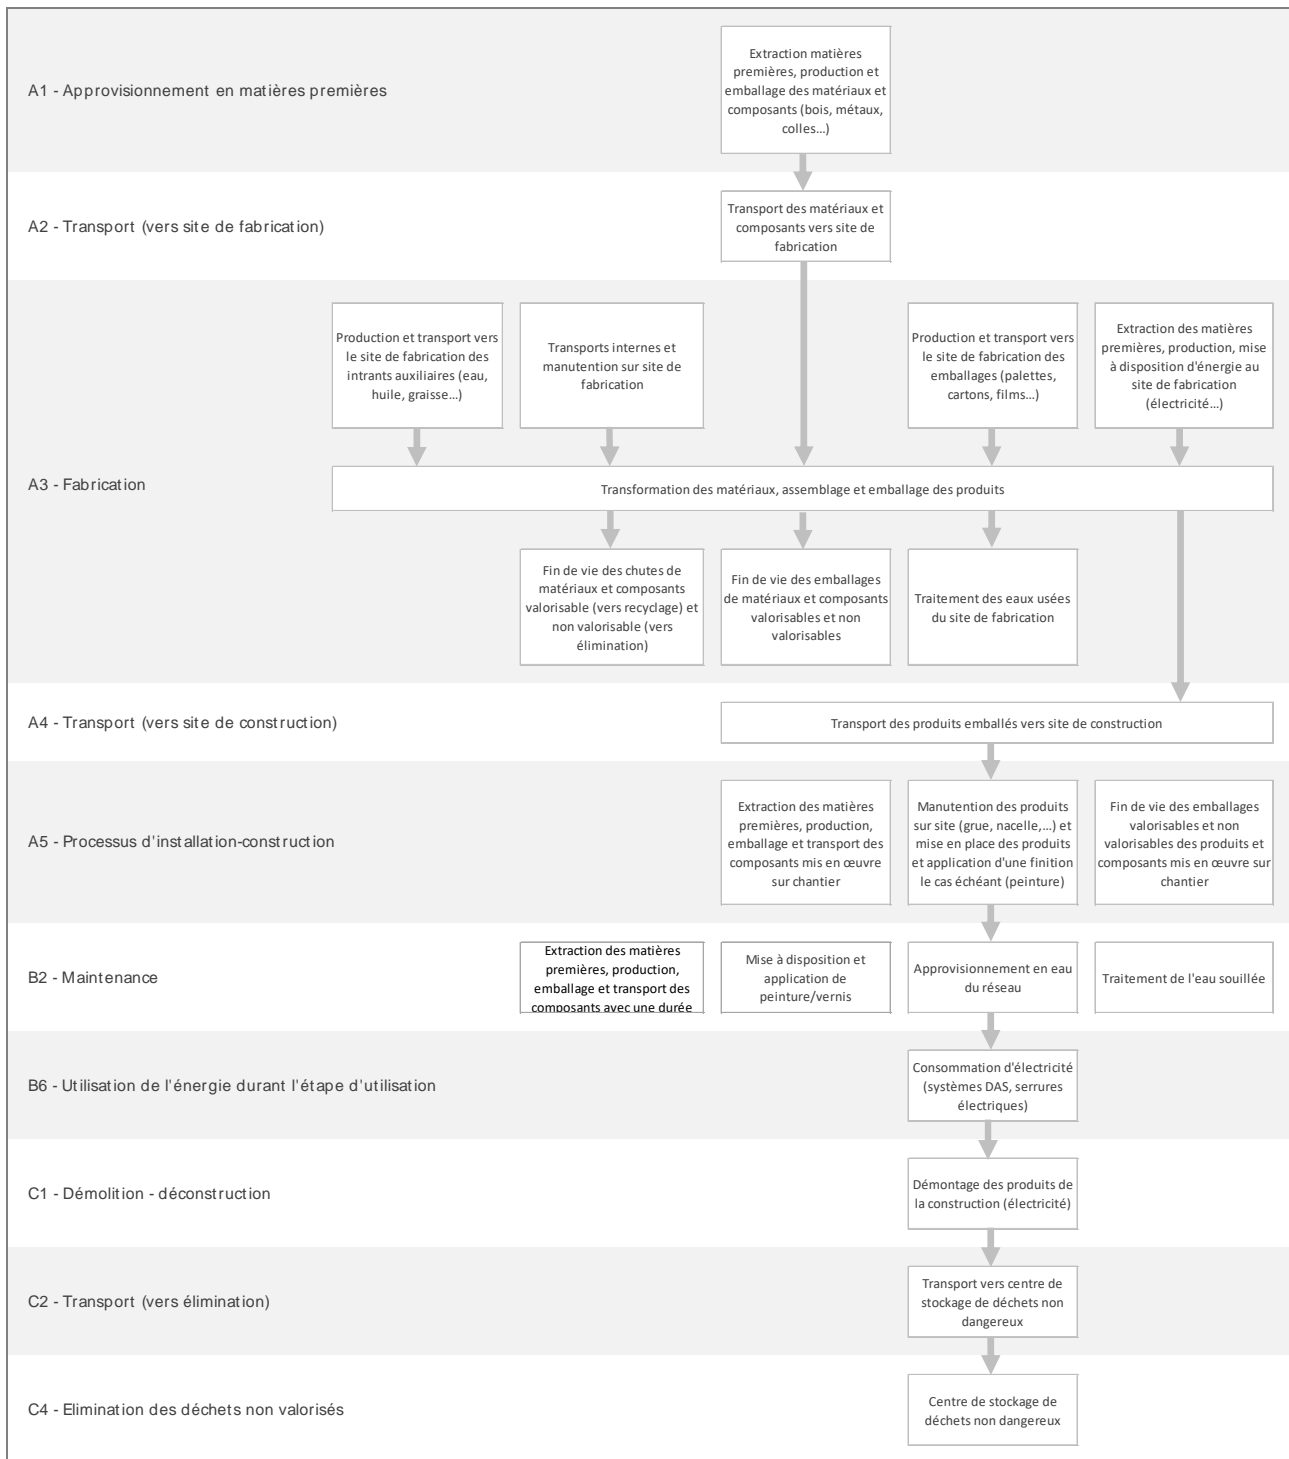 A1 - Approvisionnement en matières premières
Extraction matières
premières, production et
emballage des matériaux et
composants (bois, métaux,
colles...)
A2 - Transport (vers site de fabrication)
Transport des matériaux et
composants vers site de
fabrication
A3 - Fabrication
Production et transport vers
le site de fabrication des
intrants auxiliaires (eau,
huile, graisse...)
Transports internes et
manutention sur site de
fabrication
Production et transport vers
le site de fabrication des
emballages (palettes,
cartons, films...)
Extraction des matières
premières, production, mise
à disposition d'énergie au
site de fabrication
(électricité...)
Transformation des matériaux, assemblage et emballage des produits
Fin de vie des chutes de
matériaux et composants
valorisable (vers recyclage) et
non valorisable (vers
élimination)
Fin de vie des emballages
de matériaux et composants
valorisables et non
valorisables
Traitement des eaux usées
du site de fabrication
A4 - Transport (vers site de construction)
Transport des produits emballés vers site de construction
A5 - Processus d'installation-construction
Extraction des matières
premières, production,
emballage et transport des
composants mis en œuvre
sur chantier
Manutention des produits
sur site (grue, nacelle,...) et
mise en place des produits
et application d'une finition
le cas échéant (peinture)
Fin de vie des emballages
valorisables et non
valorisables des produits et
composants mis en œuvre sur
chantier
B2 - Maintenance
Extraction des matières
premières, production,
emballage et transport des
composants avec une durée
Mise à disposition et
application de
peinture/vernis
Approvisionnement en eau
du réseau
Traitement de l'eau souillée
B6 - Utilisation de l'énergie durant l'étape d'utilisation
Consommation d'électricité
(systèmes DAS, serrures
électriques)
C1 - Démolition - déconstruction
Démontage des produits de
la construction (électricité)
C2 - Transport (vers élimination)
Transport vers centre de
stockage de déchets non
dangereux
C4 - Elimination des déchets non valorisés
Centre de stockage de
déchets non dangereux